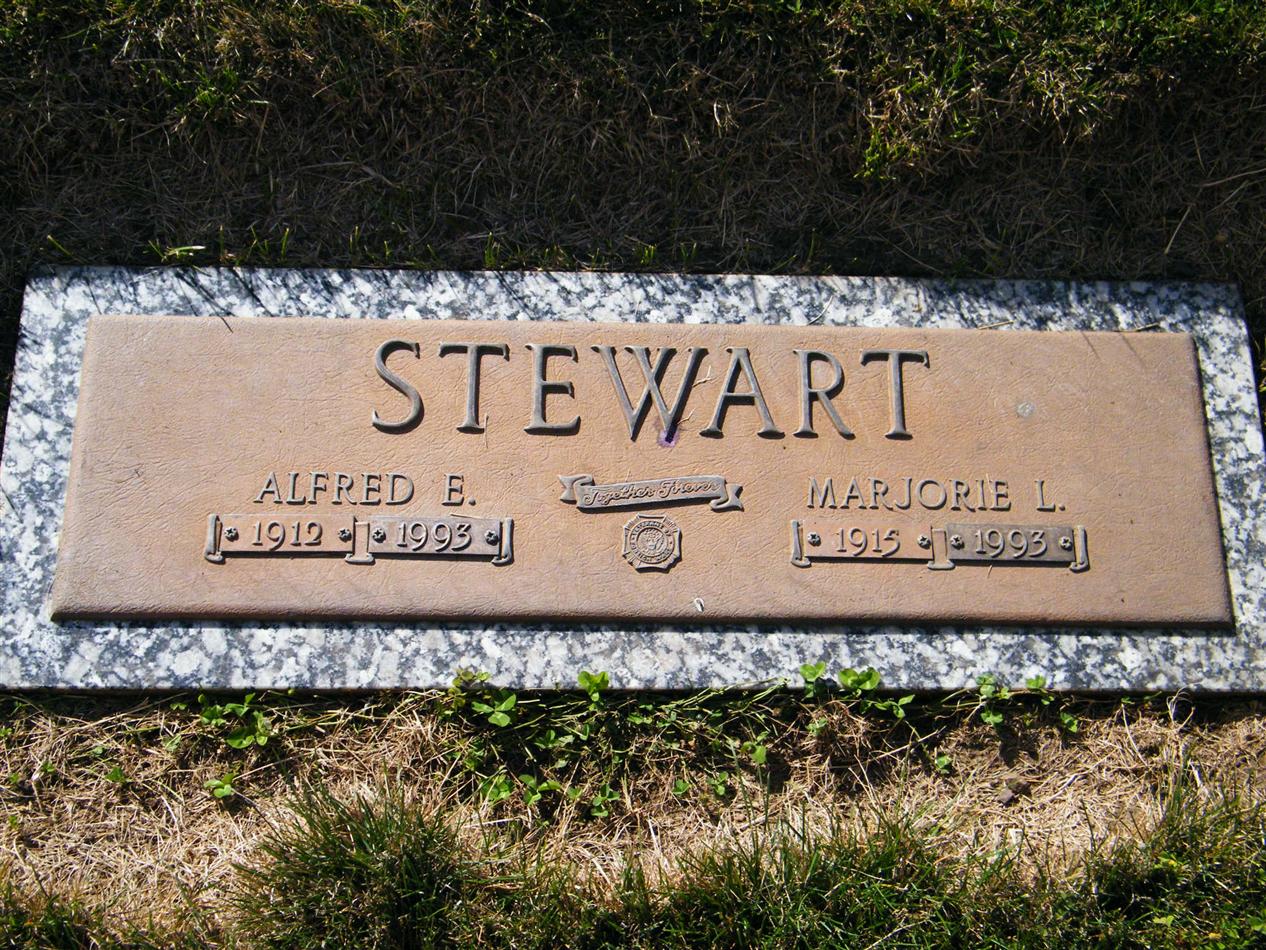 STEWART
ALFRED E.
Together Forever
MARJORIE L.
1912 1993
1915 1993